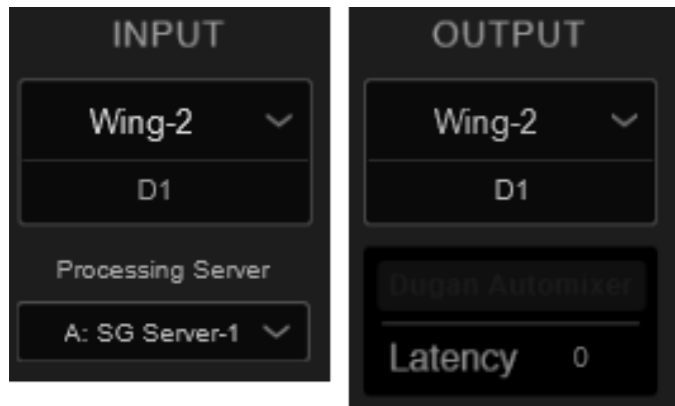 INPUT
Wing-2
D1
Processing Server
A: SG Server-1
OUTPUT
Wing-2
D1
Dugan Automixer
Latency 0